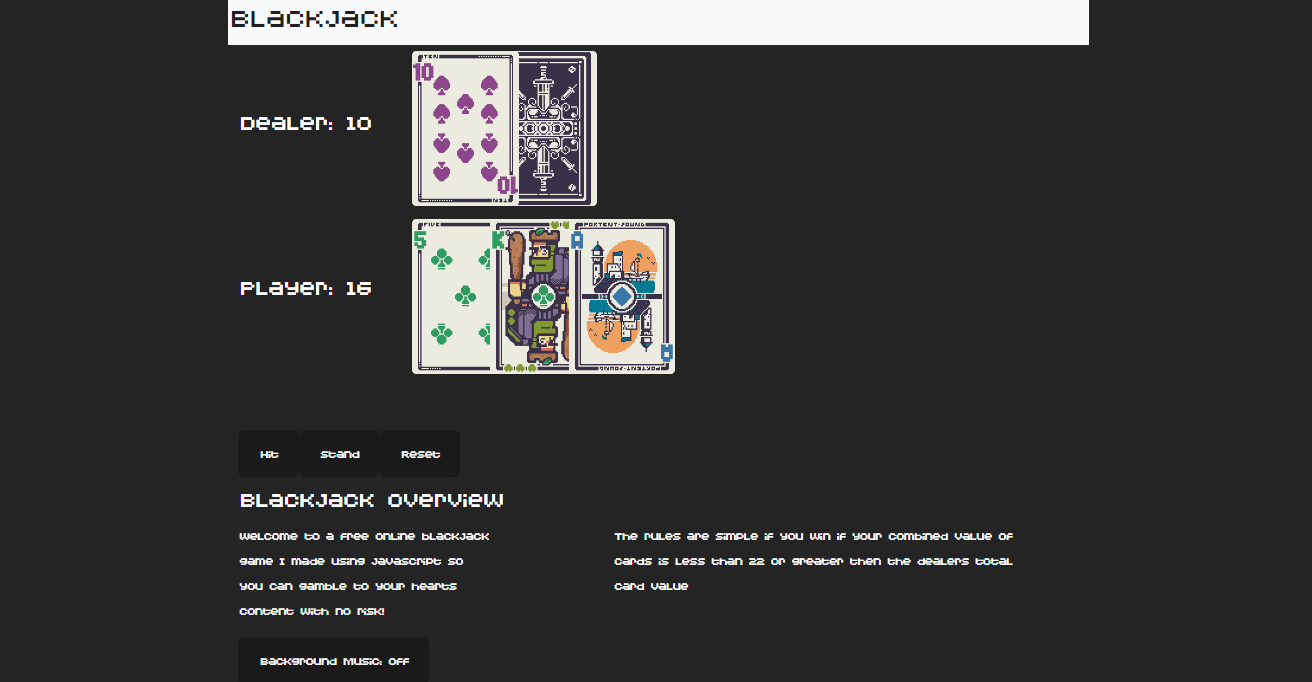 Blackjack
10
10
Dealer: 10
FIVE
5
K
A
Player: 16
A
Hit Stand Reset
Blackjack Overview
Welcome to a free online blackjack
game I made using Javascript so
you can gamble to your hearts
content with no risk!
The rules are simple if you win if your combined value of
cards is less than 22 or greater then the dealers total
card value
Background Music: Off